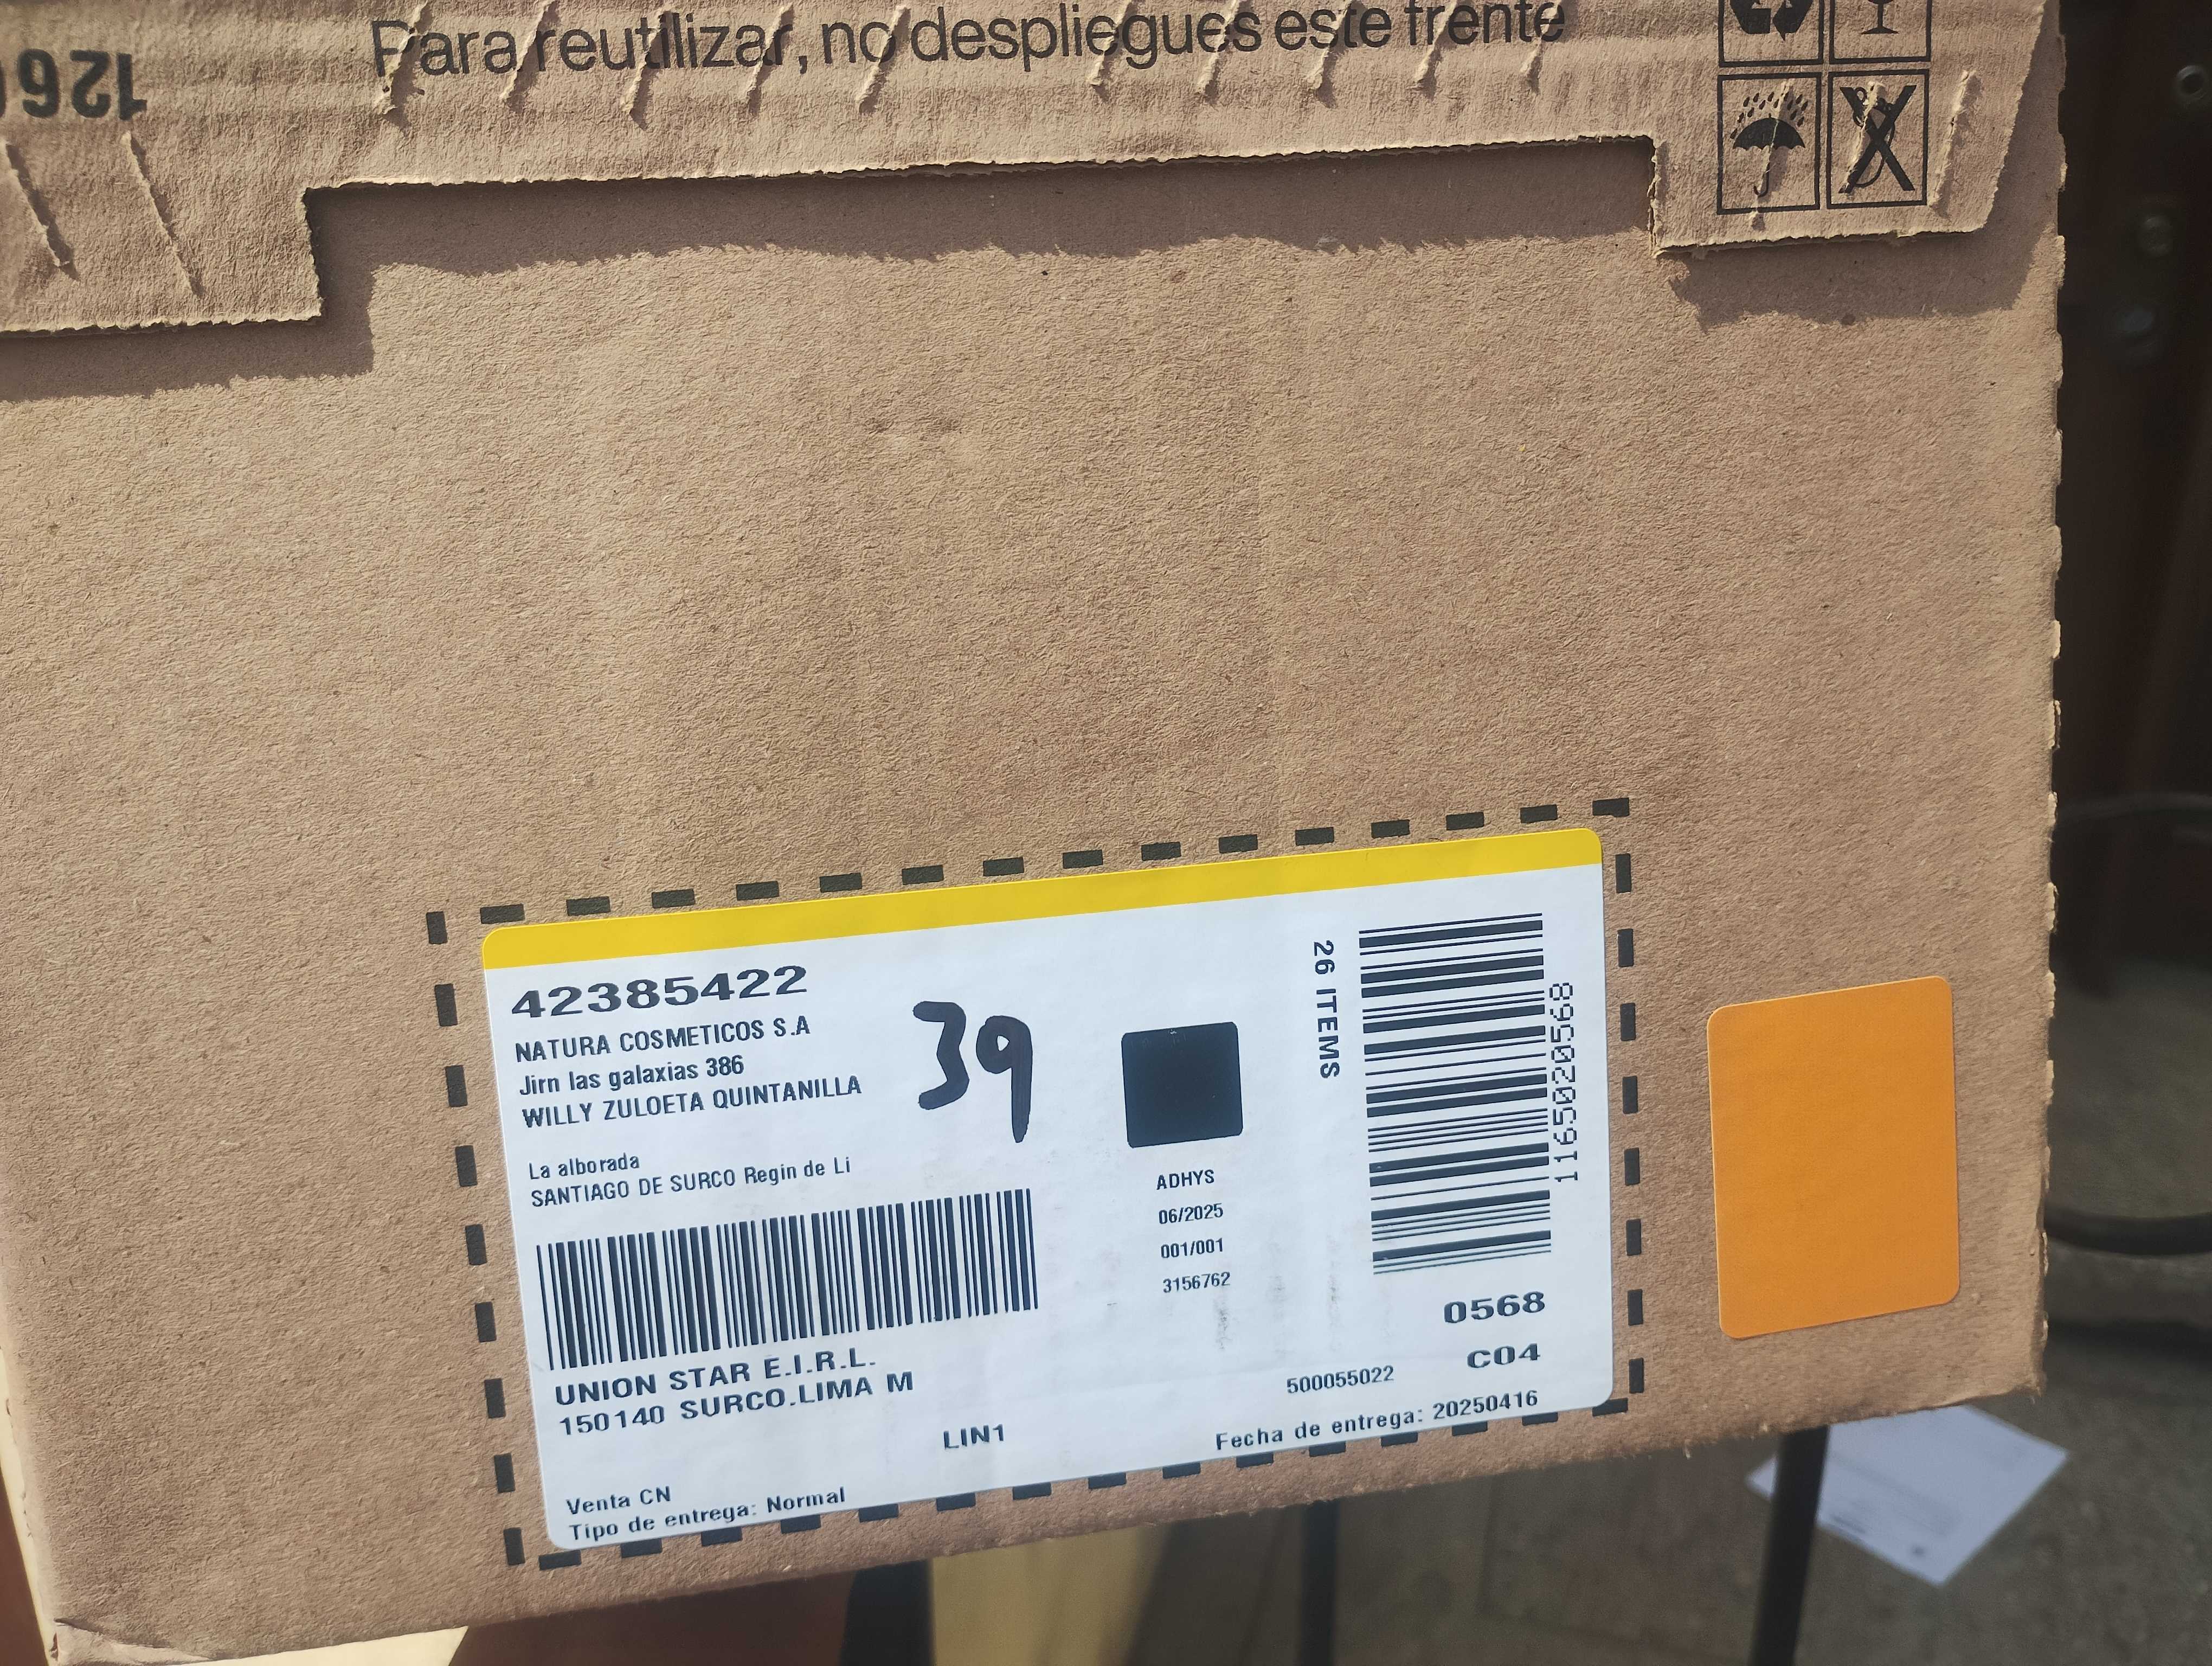 Para reutilizar, no despliegues este frente
126
42385422
NATURA COSMETICOS S.A
Jirn las galaxias 386
WILLY ZULOETA QUINTANILLA
La alborada
SANTIAGO DE SURCO Regin de Li
39
UNION STAR E.I.R.L.
150140 SURCO.LIMA M
LIN1
Venta CN
Tipo de entrega: Normal
ADHYS
06/2025
001/001
3156762
26 ITEMS
1165020568
0568
C04
500055022
Fecha de entrega: 20250416